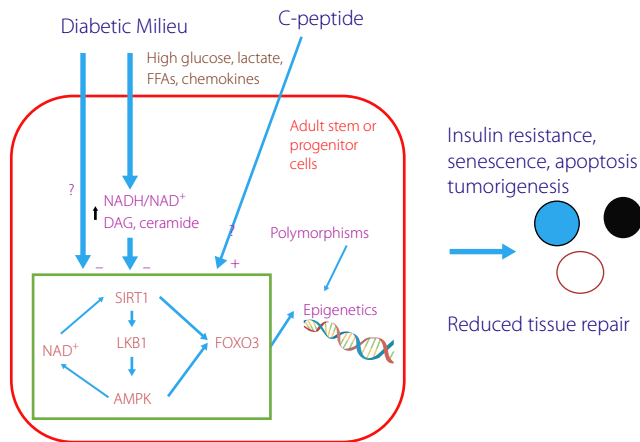 Diabetic Milieu
C-peptide
High glucose, lactate,
FFAs, chemokines
Adult stem or
progenitor
cells
?
NADH/NAD⁺
DAG, ceramide
?
Polymorphisms
– – +
SIRT1
Epigenetics
NAD⁺
LKB1
FOXO3
AMPK
Insulin resistance,
senescence, apoptosis
tumorigenesis
Reduced tissue repair